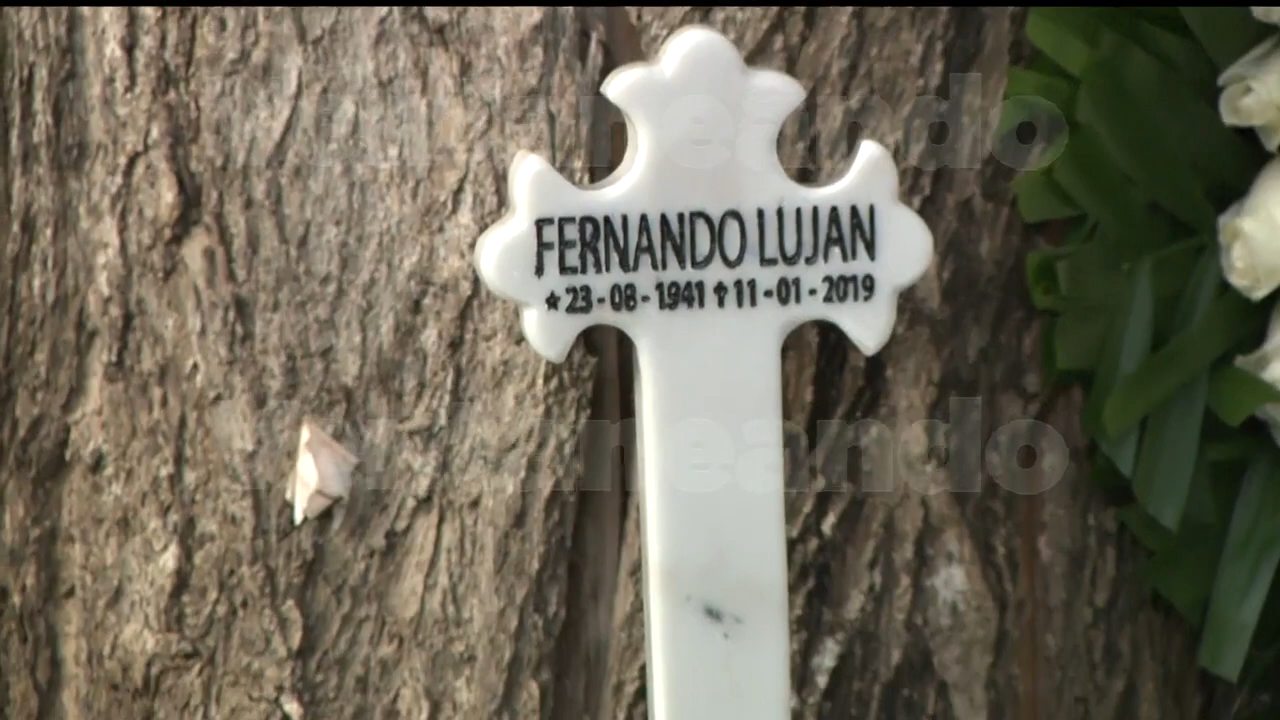 FERNANDO LUJAN
★ 23 - 08 - 1941 ✝ 11 - 01 - 2019